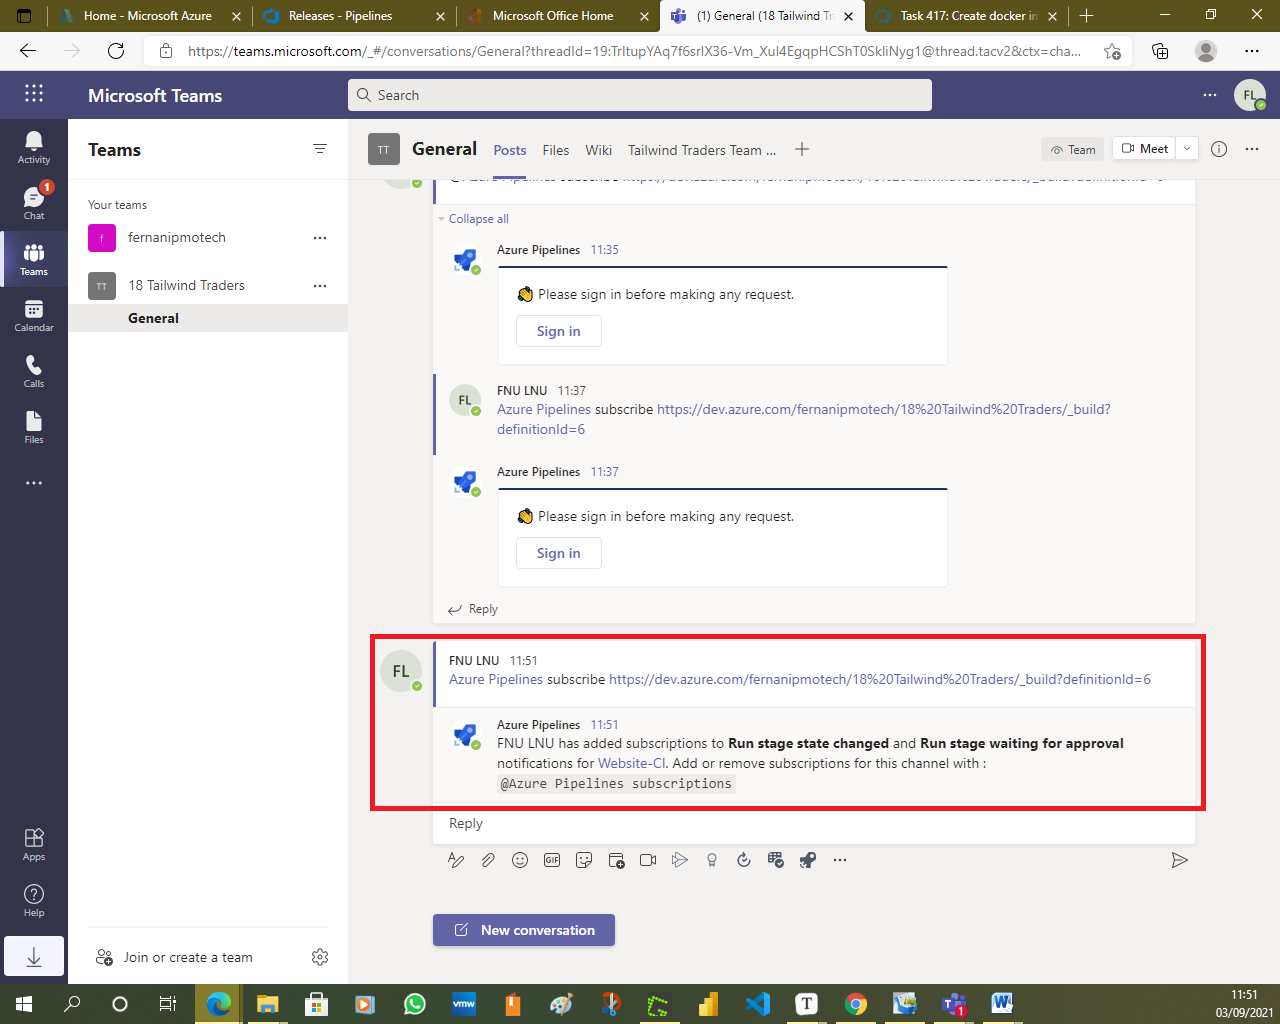 Home - Microsoft Azure
Releases - Pipelines
Microsoft Office Home
(1) General (18 Tailwind Tr
Task 417: Create docker im
https://teams.microsoft.com/_#/conversations/General?threadId=19:TrItupYAq7f6srIX36-Vm_XuI4EgqpHCShT0SkIiNyg1@thread.tacv2&ctx=cha...
Microsoft Teams
Search
FL
Activity
Chat
1
Teams
Calendar
Calls
Files
Apps
Help
Teams
Your teams
f
fernanipmotech
TT
18 Tailwind Traders
General
Join or create a team
TT
General
Posts
Files
Wiki
Tailwind Traders Team ...
Team
Meet
Collapse all
Azure Pipelines 11:35
Please sign in before making any request.
Sign in
FL
FNU LNU 11:37
Azure Pipelines subscribe https://dev.azure.com/fernanipmotech/18%20Tailwind%20Traders/_build?
definitionId=6
Azure Pipelines 11:37
Please sign in before making any request.
Sign in
Reply
FL
FNU LNU 11:51
Azure Pipelines subscribe https://dev.azure.com/fernanipmotech/18%20Tailwind%20Traders/_build?definitionId=6
Azure Pipelines 11:51
FNU LNU has added subscriptions to Run stage state changed and Run stage waiting for approval
notifications for Website-CI. Add or remove subscriptions for this channel with :
@Azure Pipelines subscriptions
Reply
GIF
New conversation
vmw
T
1
W
11:51
03/09/2021